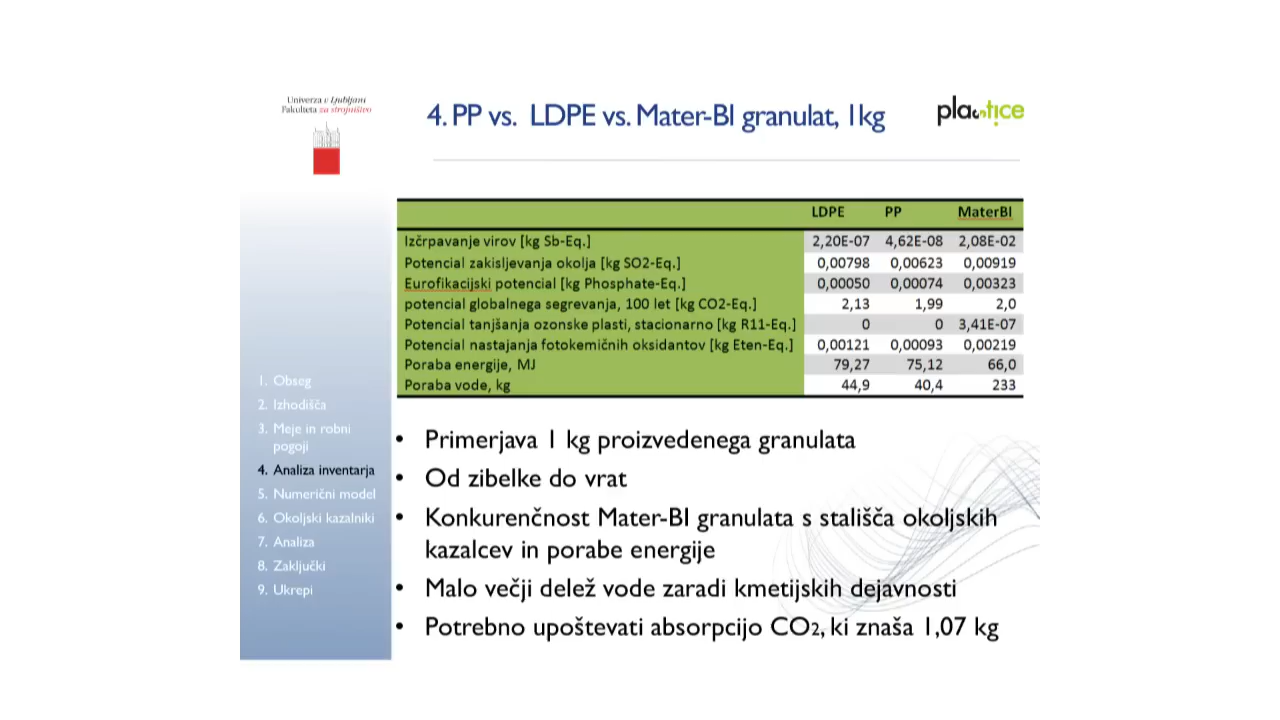 Univerza v Ljubljani
Fakulteta za strojništvo
4. PP vs. LDPE vs. Mater-BI granulat, 1kg
plastice
LDPE PP MaterBI
Izčrpavanje virov [kg Sb-Eq.] 2,20E-07 4,62E-08 2,08E-02
Potencial zakisljevanja okolja [kg SO2-Eq.] 0,00798 0,00623 0,00919
Eurofikacijski potencial [kg Phosphate-Eq.] 0,00050 0,00074 0,00323
potencial globalnega segrevanja, 100 let [kg CO2-Eq.] 2,13 1,99 2,0
Potencial tanjšanja ozonske plasti, stacionarno [kg R11-Eq.] 0 0 3,41E-07
Potencial nastajanja fotokemičnih oksidantov [kg Eten-Eq.] 0,00121 0,00093 0,00219
Poraba energije, MJ 79,27 75,12 66,0
Poraba vode, kg 44,9 40,4 233
1. Obseg
2. Izhodišča
3. Meje in robni
pogoji
4. Analiza inventarja
5. Numerični model
6. Okoljski kazalniki
7. Analiza
8. Zaključki
9. Ukrepi
• Primerjava 1 kg proizvedenega granulata
• Od zibelke do vrat
• Konkurenčnost Mater-BI granulata s stališča okoljskih
kazalcev in porabe energije
• Malo večji delež vode zaradi kmetijskih dejavnosti
• Potrebno upoštevati absorpcijo CO2, ki znaša 1,07 kg